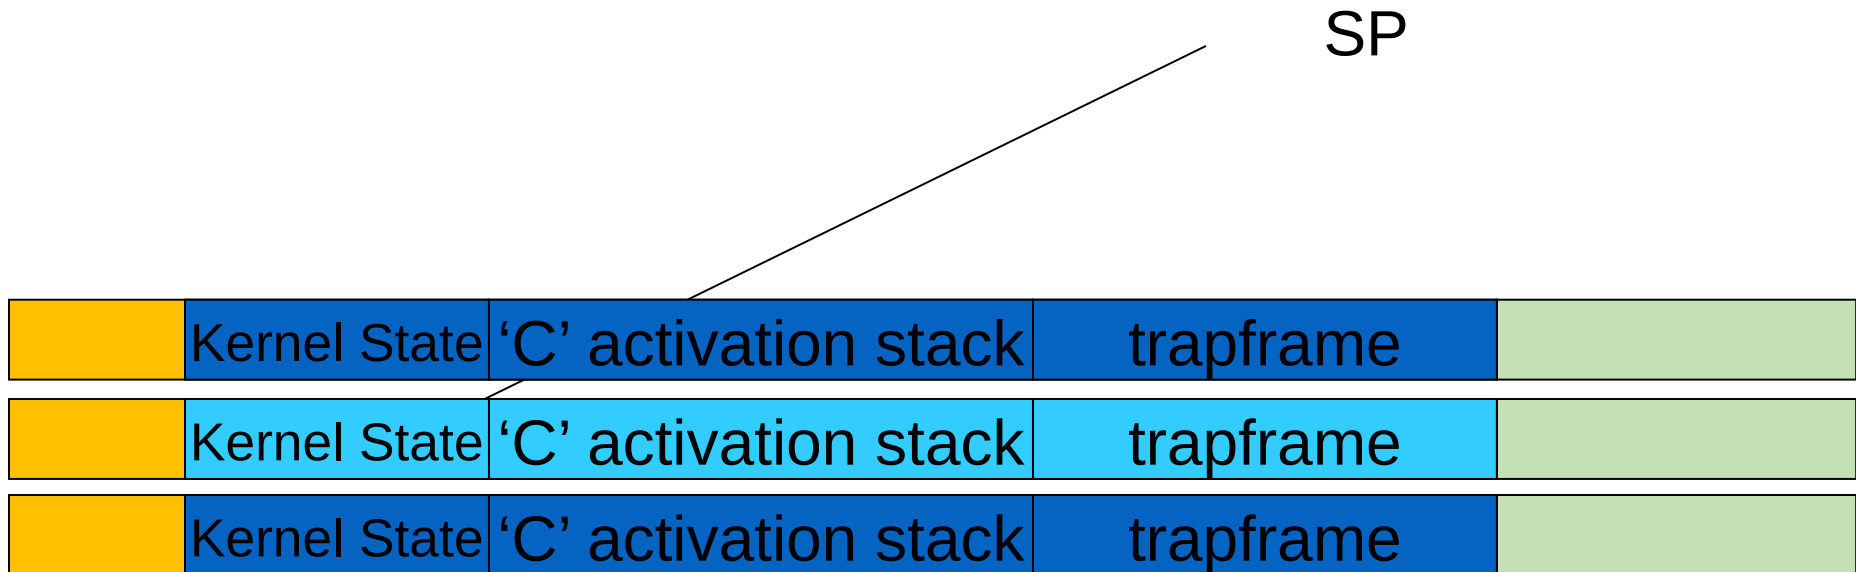 SP
Kernel State ‘C’ activation stack trapframe
Kernel State ‘C’ activation stack trapframe
Kernel State ‘C’ activation stack trapframe